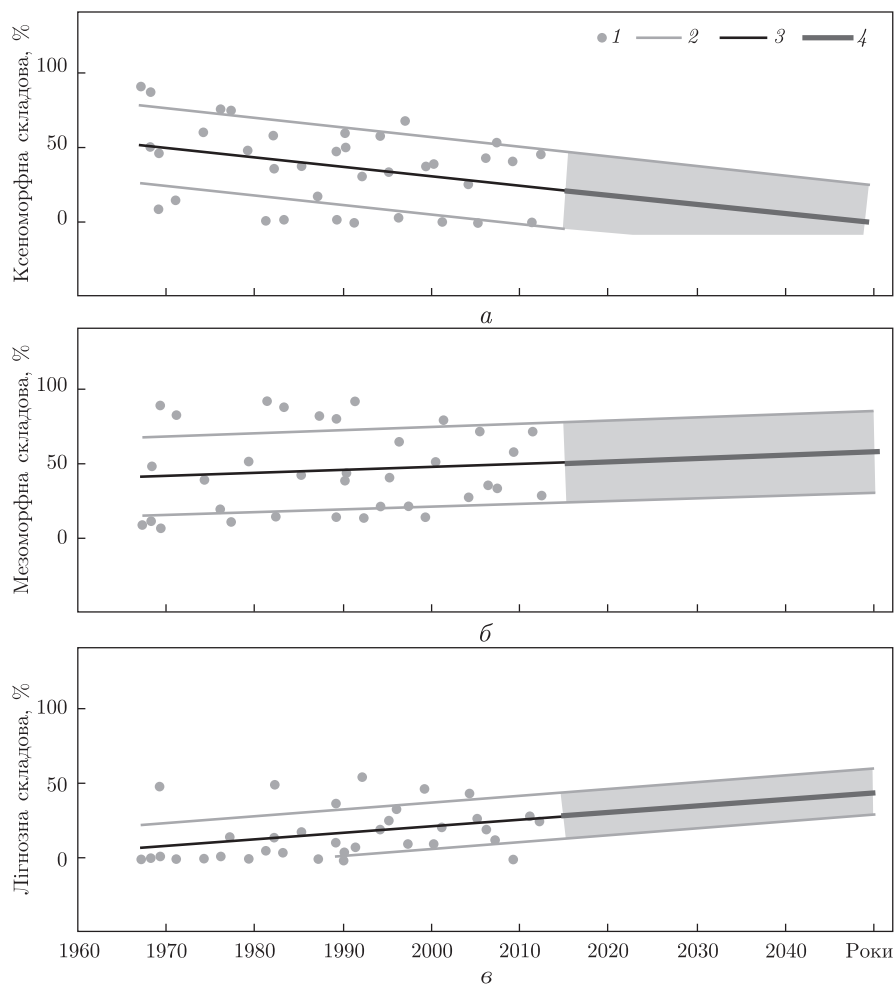 1 2 3 4
Ксеноморфна складова, %
100
50
0
а
Мезоморфна складова, %
100
50
0
б
Лігнозна складова, %
100
50
0
1960 1970 1980 1990 2000 2010 2020 2030 2040 Роки
в